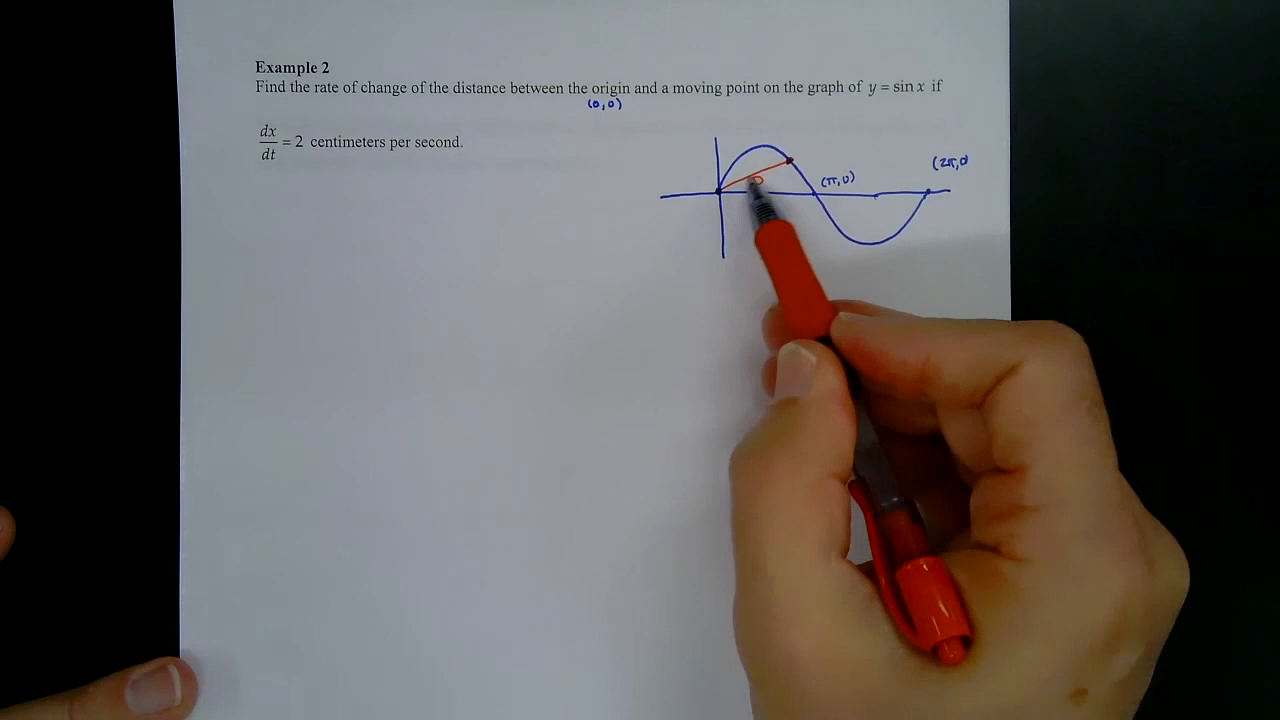 Example 2
Find the rate of change of the distance between the origin and a moving point on the graph of y = sin x if
(0,0)
dx/dt = 2 centimeters per second.
(2π,0
(π,0)
D